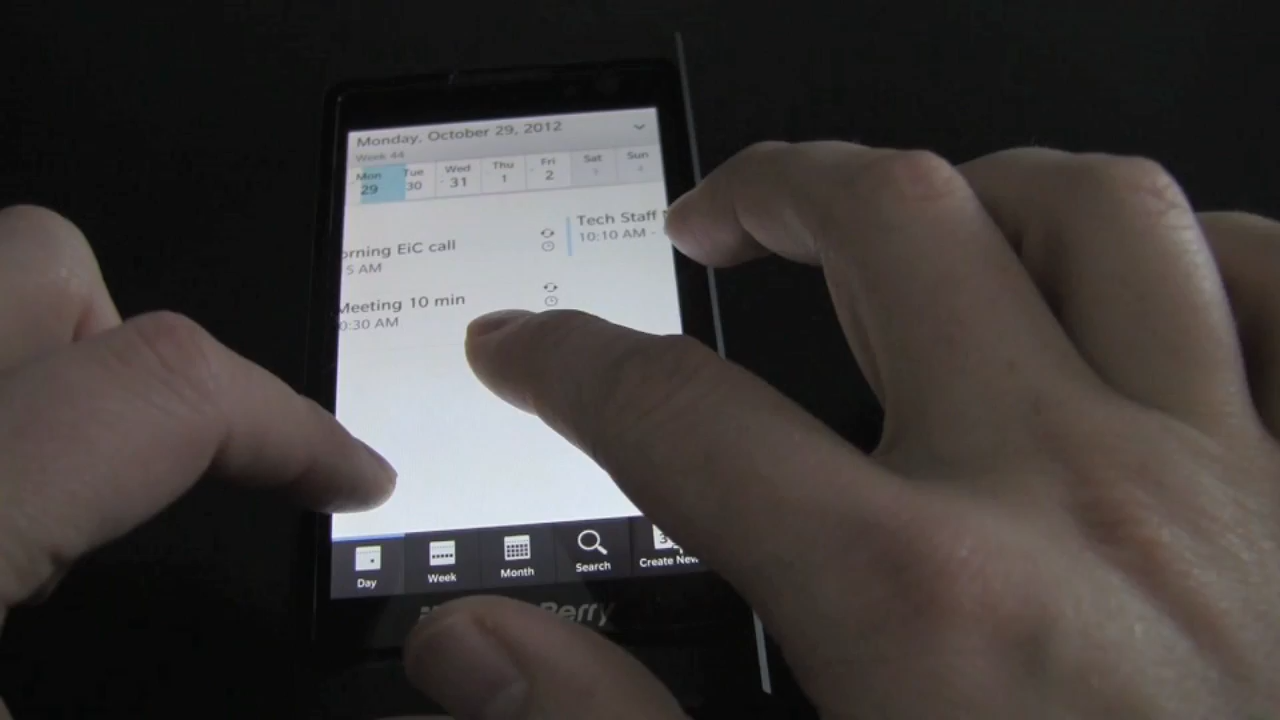 Monday, October 29, 2012
Week 44
Mon Tue Wed Thu Fri Sat Sun
29 30 31 1 2 3 4
Tech Staff
10:10 AM -
orning EiC call
5 AM
Meeting 10 min
0:30 AM
Day Week Month Search Create New
Berry